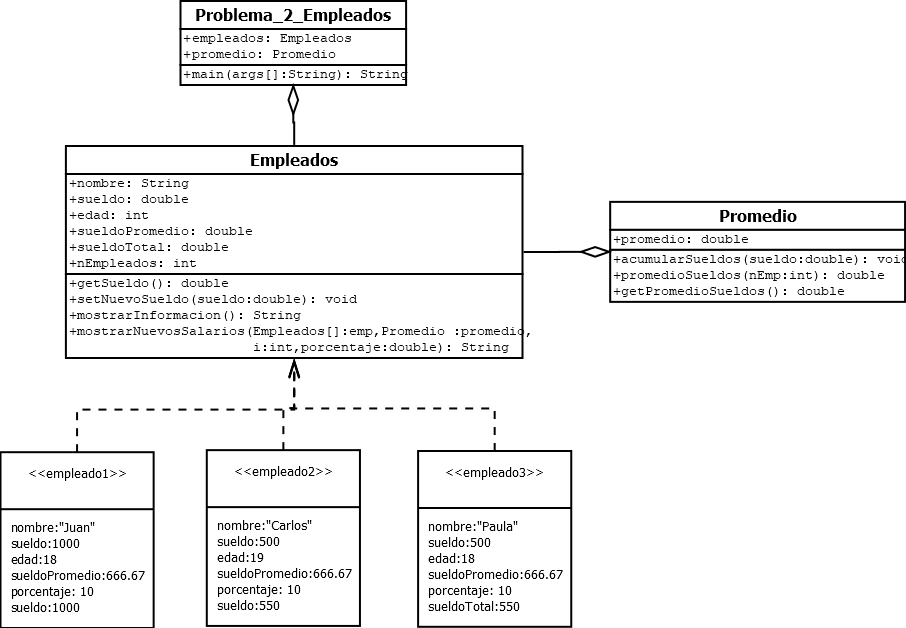 Problema_2_Empleados
+empleados: Empleados
+promedio: Promedio
+main(args[]:String): String
Empleados
+nombre: String
+sueldo: double
+edad: int
+sueldoPromedio: double
+sueldoTotal: double
+nEmpleados: int
+getSueldo(): double
+setNuevoSueldo(sueldo:double): void
+mostrarInformacion(): String
+mostrarNuevosSalarios(Empleados[]:emp,Promedio :promedio,
i:int,porcentaje:double): String
Promedio
+promedio: double
+acumularSueldos(sueldo:double): void
+promedioSueldos(nEmp:int): double
+getPromedioSueldos(): double
<<empleado1>>
nombre:"Juan"
sueldo:1000
edad:18
sueldoPromedio:666.67
porcentaje: 10
sueldo:1000
<<empleado2>>
nombre:"Carlos"
sueldo:500
edad:19
sueldoPromedio:666.67
porcentaje: 10
sueldo:550
<<empleado3>>
nombre:"Paula"
sueldo:500
edad:18
sueldoPromedio:666.67
porcentaje: 10
sueldoTotal:550